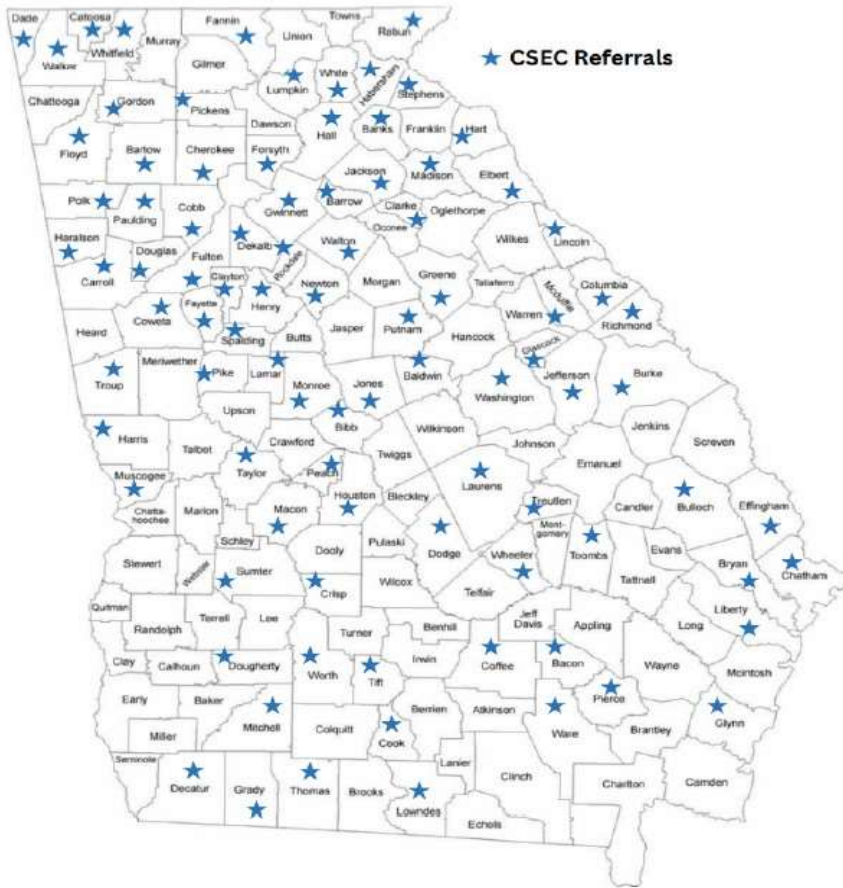 Dade
Catoosa
Fannin
Towns
Rabun
Union
Whitfield
Murray
Walker
Gilmer
White
Habersham
CSEC Referrals
Lumpkin
Stephens
Chattooga
Gordon
Pickens
Dawson
Hall
Banks
Franklin
Hart
Floyd
Bartow
Cherokee
Forsyth
Jackson
Madison
Elbert
Polk
Paulding
Cobb
Gwinnett
Barrow
Clarke
Oglethorpe
Oconee
Haralson
Douglas
Fulton
Dekalb
Walton
Wilkes
Lincoln
Carroll
Clayton
Rockdale
Newton
Morgan
Greene
Taliaferro
Mcduffie
Columbia
Fayette
Henry
Warren
Richmond
Heard
Coweta
Spalding
Butts
Jasper
Putnam
Hancock
Glascock
Troup
Meriwether
Pike
Lamar
Monroe
Jones
Baldwin
Washington
Jefferson
Burke
Upson
Bibb
Wilkinson
Jenkins
Screven
Harris
Talbot
Crawford
Twiggs
Johnson
Emanuel
Muscogee
Taylor
Peach
Laurens
Chatta-
hoochee
Marion
Macon
Houston
Bleckley
Treutlen
Candler
Bulloch
Effingham
Schley
Dooly
Pulaski
Dodge
Wheeler
Mont-
gomery
Toombs
Evans
Bryan
Chatham
Stewert
Webster
Sumter
Crisp
Wilcox
Telfair
Tattnall
Liberty
Quitman
Randolph
Terrell
Lee
Turner
Benhill
Jeff
Davis
Appling
Long
Clay
Calhoun
Dougherty
Worth
Tift
Irwin
Coffee
Bacon
Wayne
Mcintosh
Early
Baker
Mitchell
Colquitt
Berrien
Atkinson
Pierce
Glynn
Miller
Cook
Ware
Brantley
Seminole
Decatur
Grady
Thomas
Brooks
Lanier
Lowndes
Clinch
Echols
Charlton
Camden